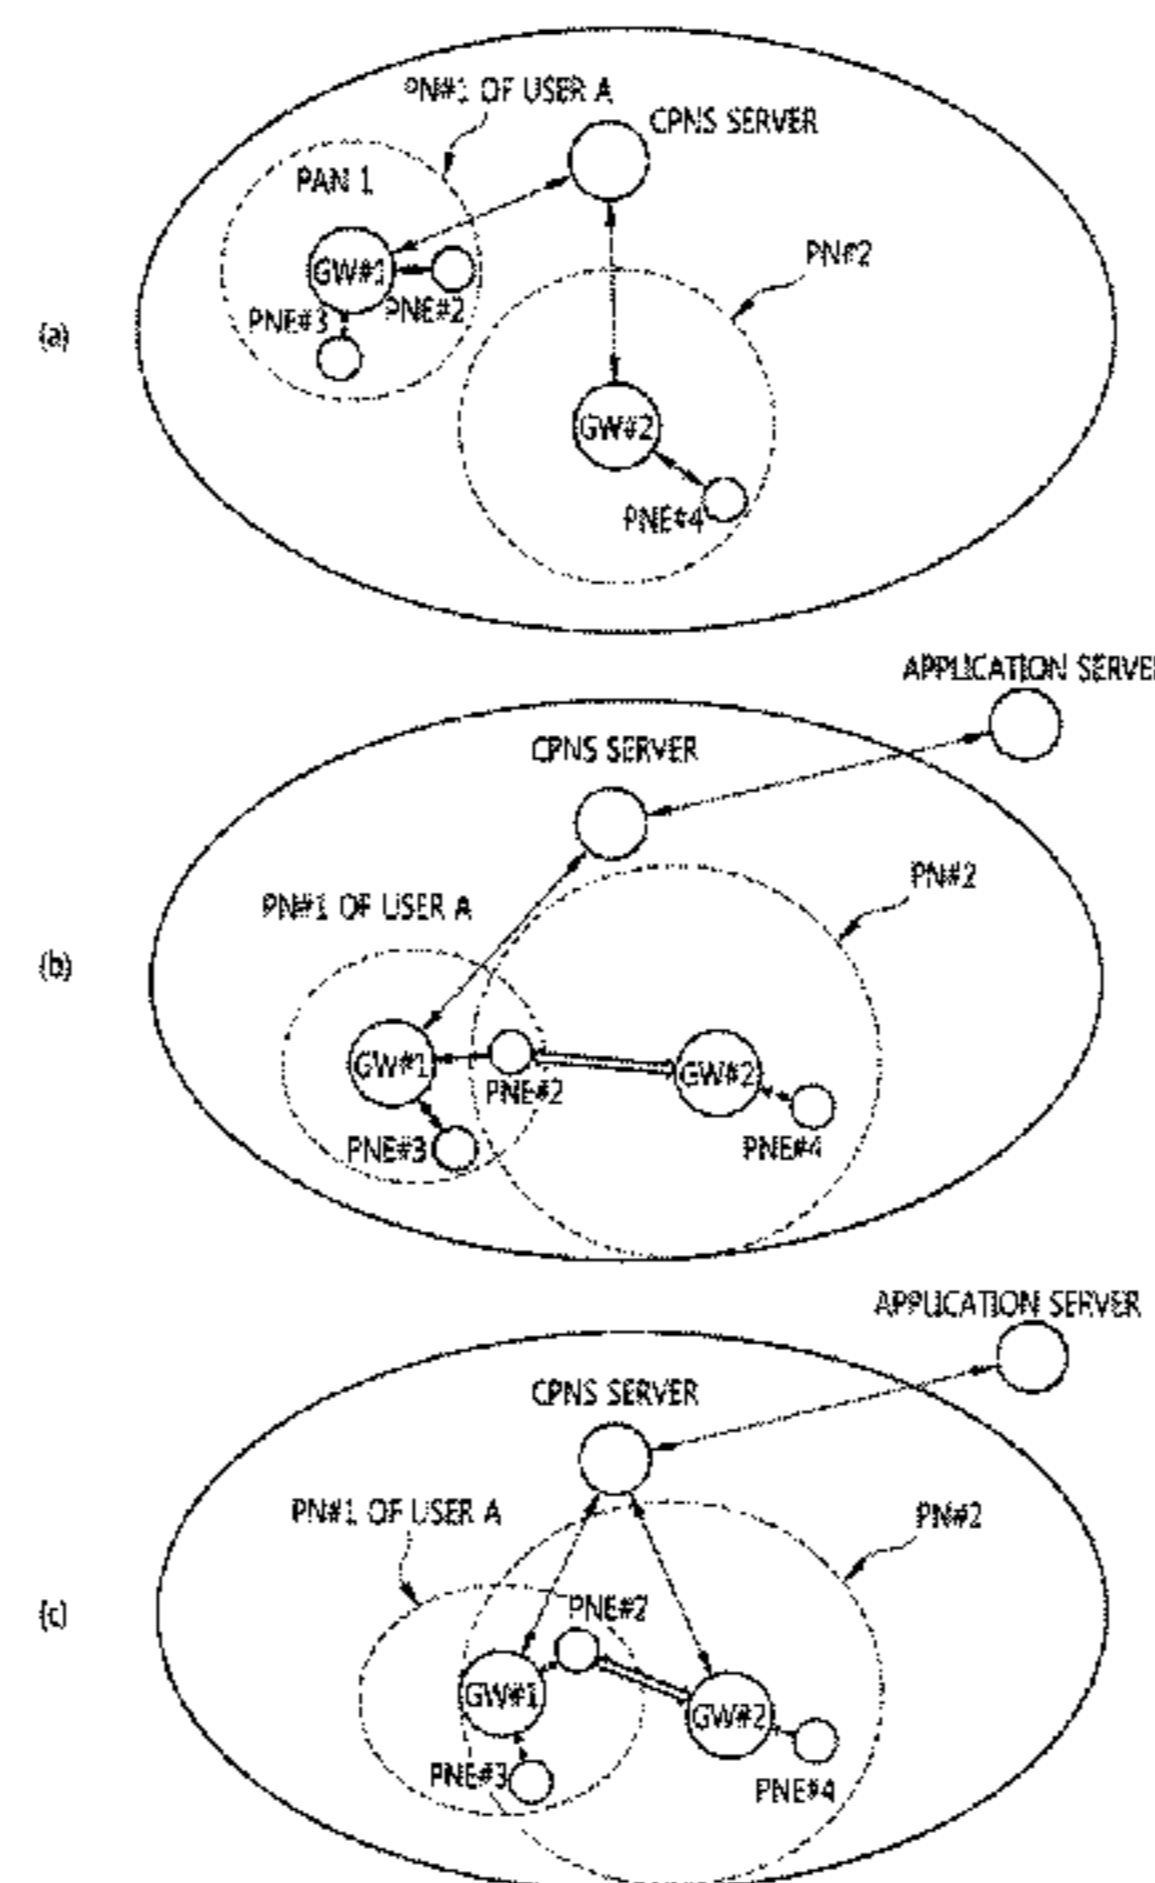 PN#1 OF USER A
CPNS SERVER
PAN 1
PN#2
GW#1
PNE#2
PNE#3
(a)
GW#2
PNE#4
APPLICATION SERVER
CPNS SERVER
PN#2
PN#1 OF USER A
(b)
GW#1
GW#2
PNE#2
PNE#3
PNE#4
APPLICATION SERVER
CPNS SERVER
PN#1 OF USER A
PN#2
PNE#2
(c)
GW#1
GW#2
PNE#3
PNE#4